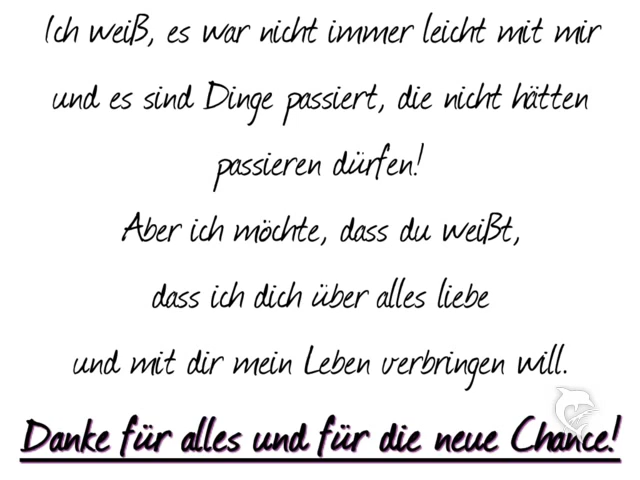 Ich weiß, es war nicht immer leicht mit mir
und es sind Dinge passiert, die nicht hätten
passieren dürfen!
Aber ich möchte, dass du weißt,
dass ich dich über alles liebe
und mit dir mein Leben verbringen will.
Danke für alles und für die neue Chance!